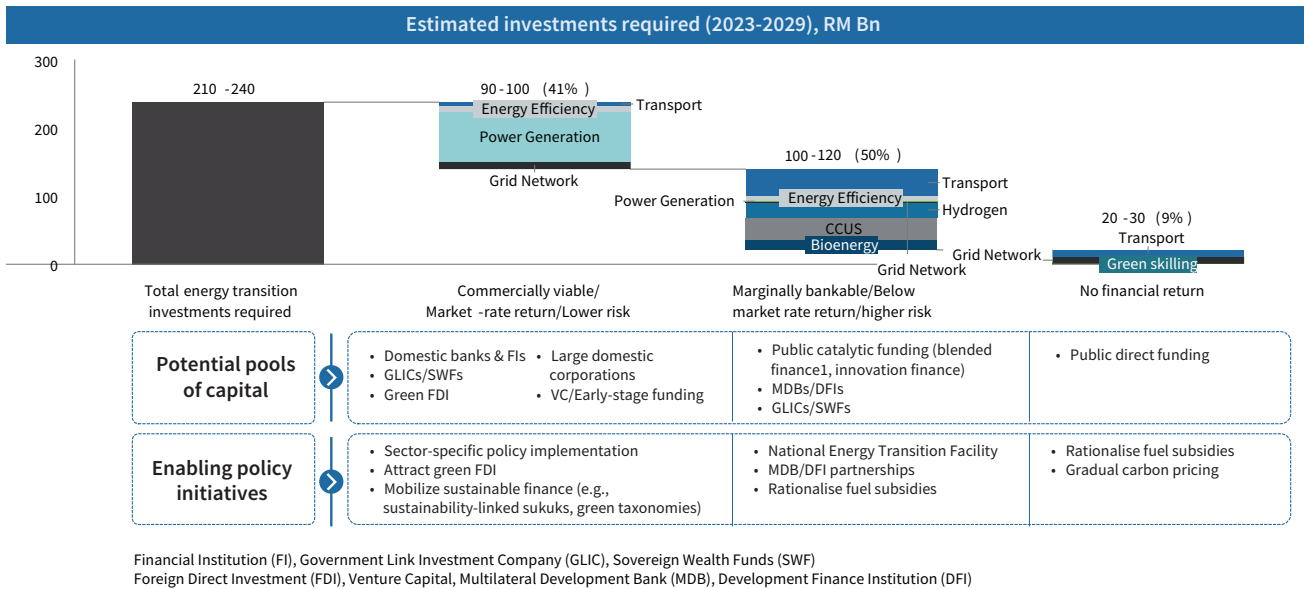 Estimated investments required (2023-2029), RM Bn
300
200
100
0
210 -240
90-100 (41% )
Transport
Energy Efficiency
Power Generation
Grid Network
100-120 (50% )
Transport
Power Generation
Energy Efficiency
Hydrogen
CCUS
Bioenergy
Grid Network
20 -30 (9% )
Transport
Grid Network
Green skilling
Total energy transition
investments required
Commercially viable/
Market -rate return/Lower risk
Marginally bankable/Below
market rate return/higher risk
No financial return
Potential pools
of capital
• Domestic banks & FIs
• GLICs/SWFs
• Green FDI
• Large domestic
corporations
• VC/Early-stage funding
• Public catalytic funding (blended
finance1, innovation finance)
• MDBs/DFIs
• GLICs/SWFs
• Public direct funding
Enabling policy
initiatives
• Sector-specific policy implementation
• Attract green FDI
• Mobilize sustainable finance (e.g.,
sustainability-linked sukuks, green taxonomies)
• National Energy Transition Facility
• MDB/DFI partnerships
• Rationalise fuel subsidies
• Rationalise fuel subsidies
• Gradual carbon pricing
Financial Institution (FI), Government Link Investment Company (GLIC), Sovereign Wealth Funds (SWF)
Foreign Direct Investment (FDI), Venture Capital, Multilateral Development Bank (MDB), Development Finance Institution (DFI)